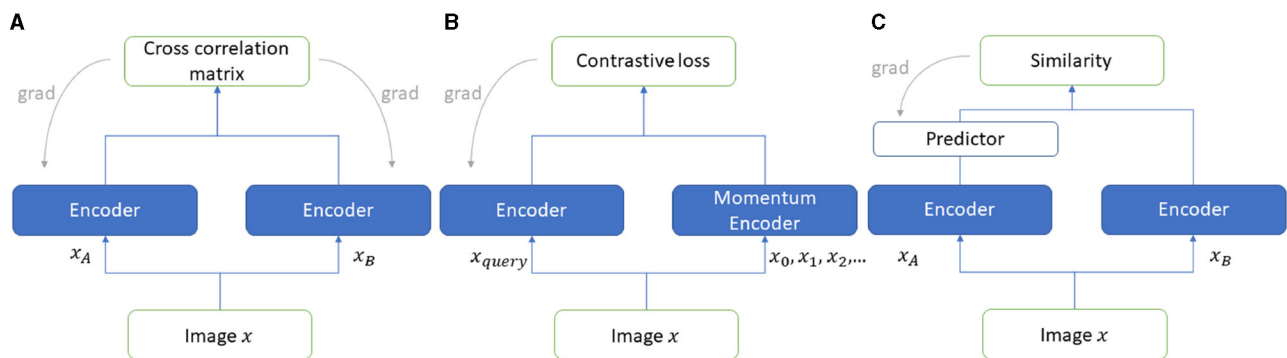 A
Cross correlation
matrix
grad
grad
Encoder
Encoder
x_A
x_B
Image x
B
Contrastive loss
grad
Encoder
Momentum
Encoder
x_query
x_0, x_1, x_2,...
Image x
C
Similarity
grad
Predictor
Encoder
Encoder
x_A
x_B
Image x